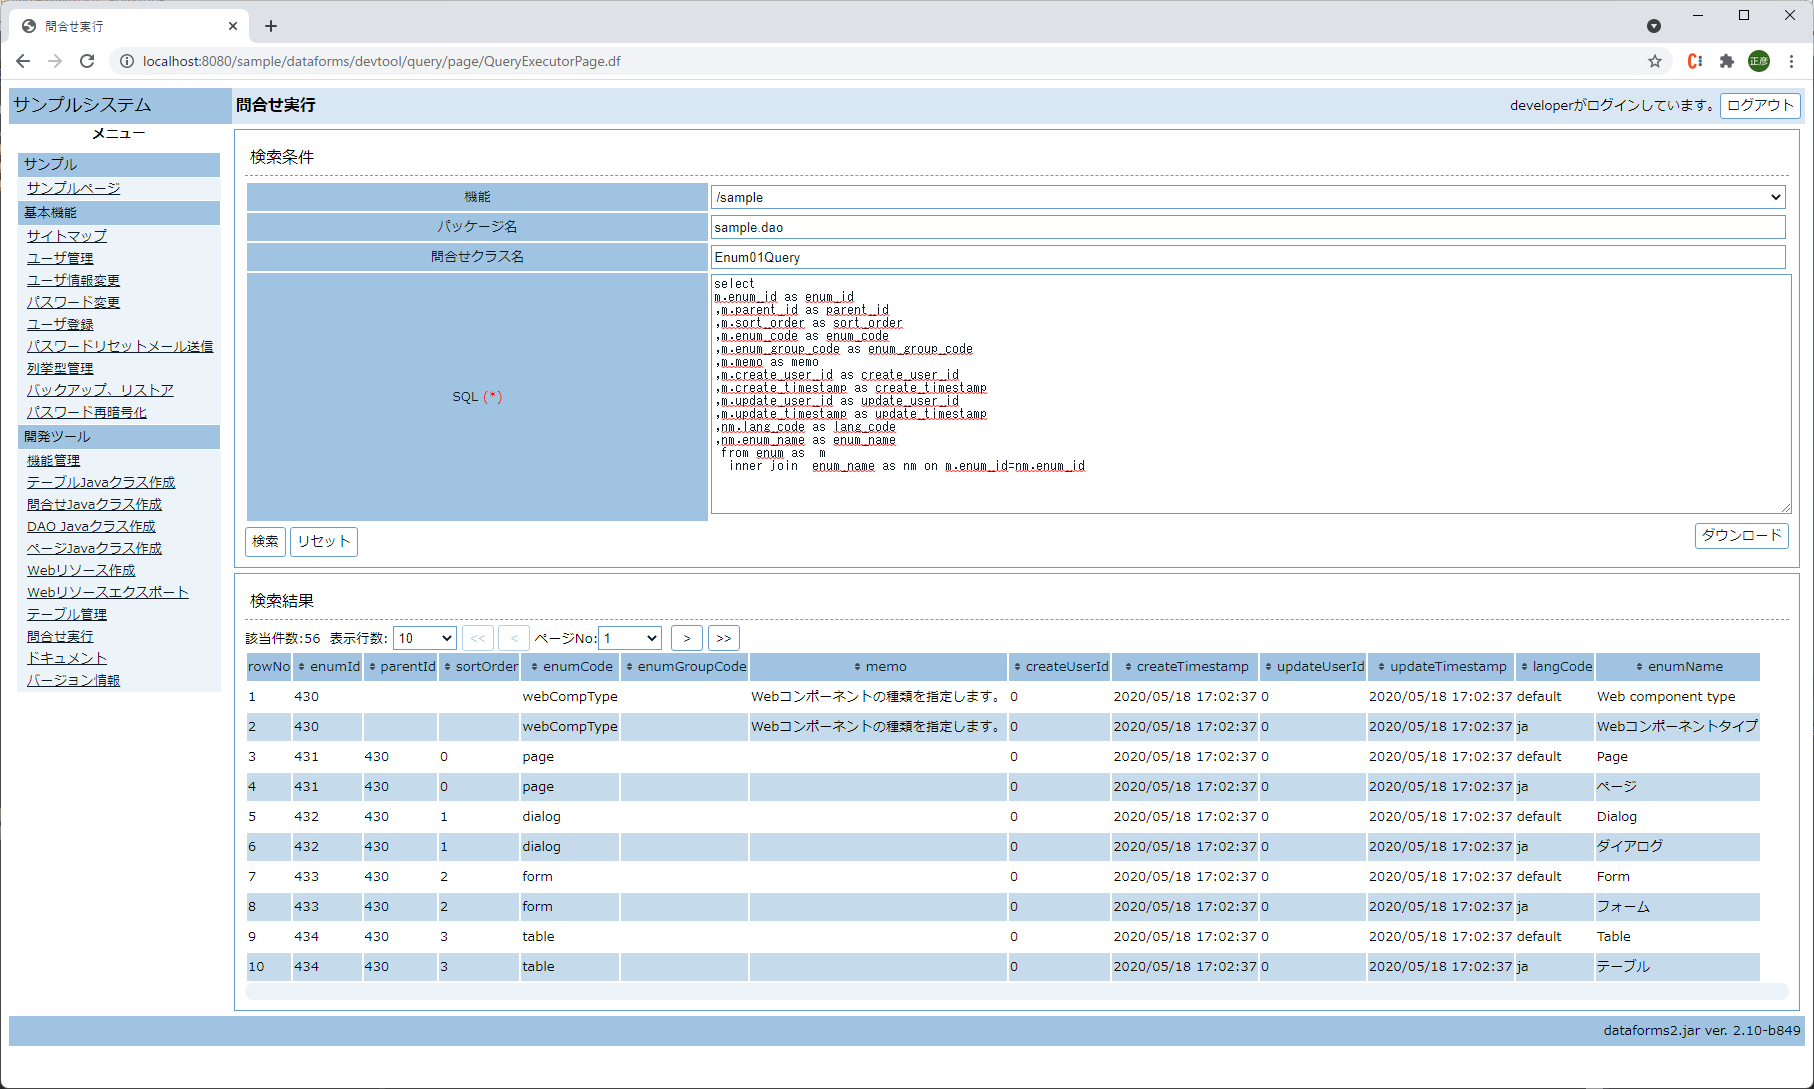 問合せ実行
localhost:8080/sample/dataforms/devtool/query/page/QueryExecutorPage.df
正彦
サンプルシステム
問合せ実行
developerがログインしています。 ログアウト
メニュー
サンプル
サンプルページ
基本機能
サイトマップ
ユーザ管理
ユーザ情報変更
パスワード変更
ユーザ登録
パスワードリセットメール送信
列挙型管理
バックアップ、リストア
パスワード再暗号化
開発ツール
機能管理
テーブルJavaクラス作成
問合せJavaクラス作成
DAO Javaクラス作成
ページJavaクラス作成
Webリソース作成
Webリソースエクスポート
テーブル管理
問合せ実行
ドキュメント
バージョン情報
検索条件
機能 /sample
パッケージ名 sample.dao
問合せクラス名 Enum01Query
SQL (*)
select
m.enum_id as enum_id
,m.parent_id as parent_id
,m.sort_order as sort_order
,m.enum_code as enum_code
,m.enum_group_code as enum_group_code
,m.memo as memo
,m.create_user_id as create_user_id
,m.create_timestamp as create_timestamp
,m.update_user_id as update_user_id
,m.update_timestamp as update_timestamp
,nm.lang_code as lang_code
,nm.enum_name as enum_name
from enum as m
inner join enum_name as nm on m.enum_id=nm.enum_id
検索 リセット ダウンロード
検索結果
該当件数:56 表示行数: 10 << < ページNo: 1 > >>
rowNo enumId parentId sortOrder enumCode enumGroupCode memo createUserId createTimestamp updateUserId updateTimestamp langCode enumName
1 430 webCompType Webコンポーネントの種類を指定します。 0 2020/05/18 17:02:37 0 2020/05/18 17:02:37 default Web component type
2 430 webCompType Webコンポーネントの種類を指定します。 0 2020/05/18 17:02:37 0 2020/05/18 17:02:37 ja Webコンポーネントタイプ
3 431 430 0 page 0 2020/05/18 17:02:37 0 2020/05/18 17:02:37 default Page
4 431 430 0 page 0 2020/05/18 17:02:37 0 2020/05/18 17:02:37 ja ページ
5 432 430 1 dialog 0 2020/05/18 17:02:37 0 2020/05/18 17:02:37 default Dialog
6 432 430 1 dialog 0 2020/05/18 17:02:37 0 2020/05/18 17:02:37 ja ダイアログ
7 433 430 2 form 0 2020/05/18 17:02:37 0 2020/05/18 17:02:37 default Form
8 433 430 2 form 0 2020/05/18 17:02:37 0 2020/05/18 17:02:37 ja フォーム
9 434 430 3 table 0 2020/05/18 17:02:37 0 2020/05/18 17:02:37 default Table
10 434 430 3 table 0 2020/05/18 17:02:37 0 2020/05/18 17:02:37 ja テーブル
dataforms2.jar ver. 2.10-b849